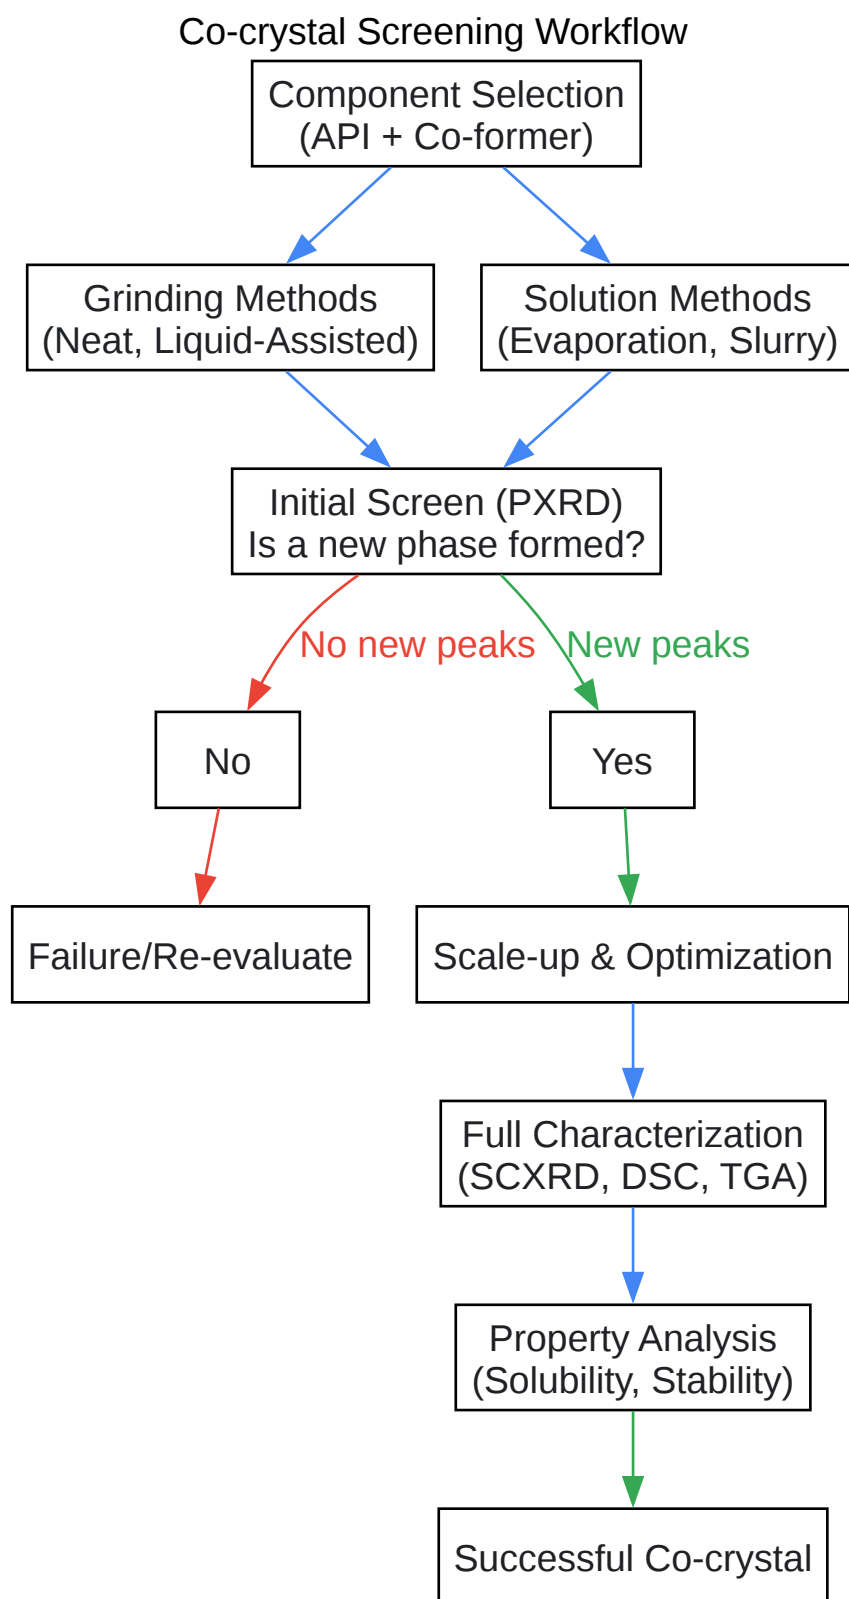 Co-crystal Screening Workflow
Component Selection
(API + Co-former)
Grinding Methods
(Neat, Liquid-Assisted)
Solution Methods
(Evaporation, Slurry)
Initial Screen (PXRD)
Is a new phase formed?
No new peaks
New peaks
No
Yes
Failure/Re-evaluate
Scale-up & Optimization
Full Characterization
(SCXRD, DSC, TGA)
Property Analysis
(Solubility, Stability)
Successful Co-crystal